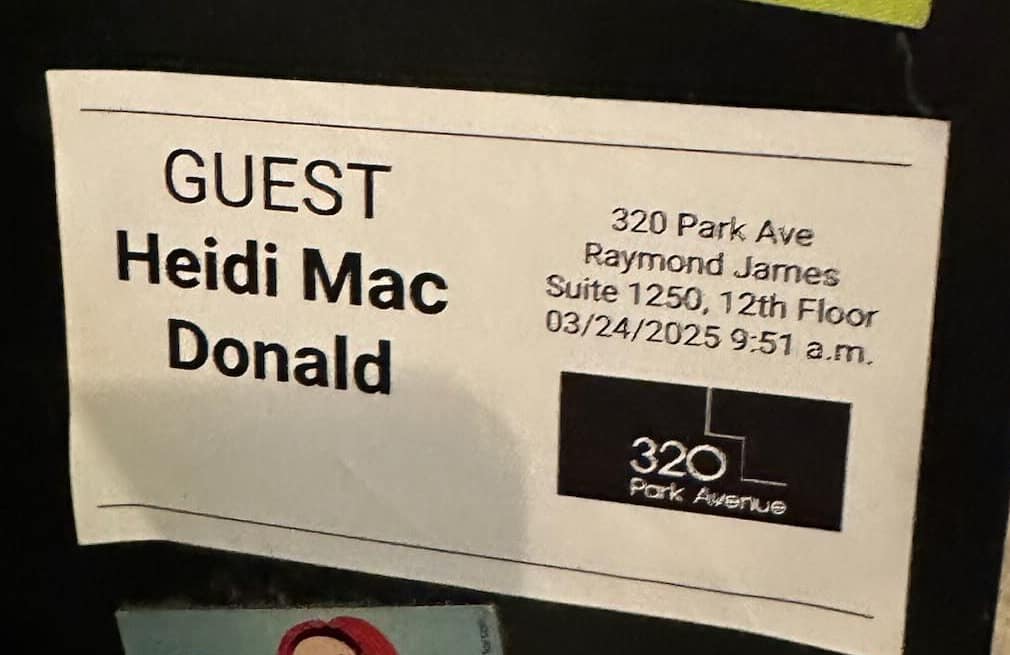 GUEST
Heidi Mac
Donald
320 Park Ave
Raymond James
Suite 1250, 12th Floor
03/24/2025 9:51 a.m.
320
Park Avenue